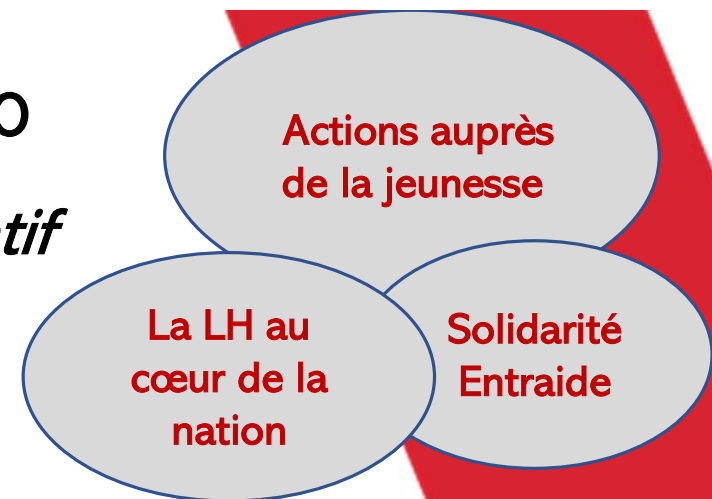 Actions auprès
de la jeunesse
La LH au
cœur de la
nation
Solidarité
Entraide